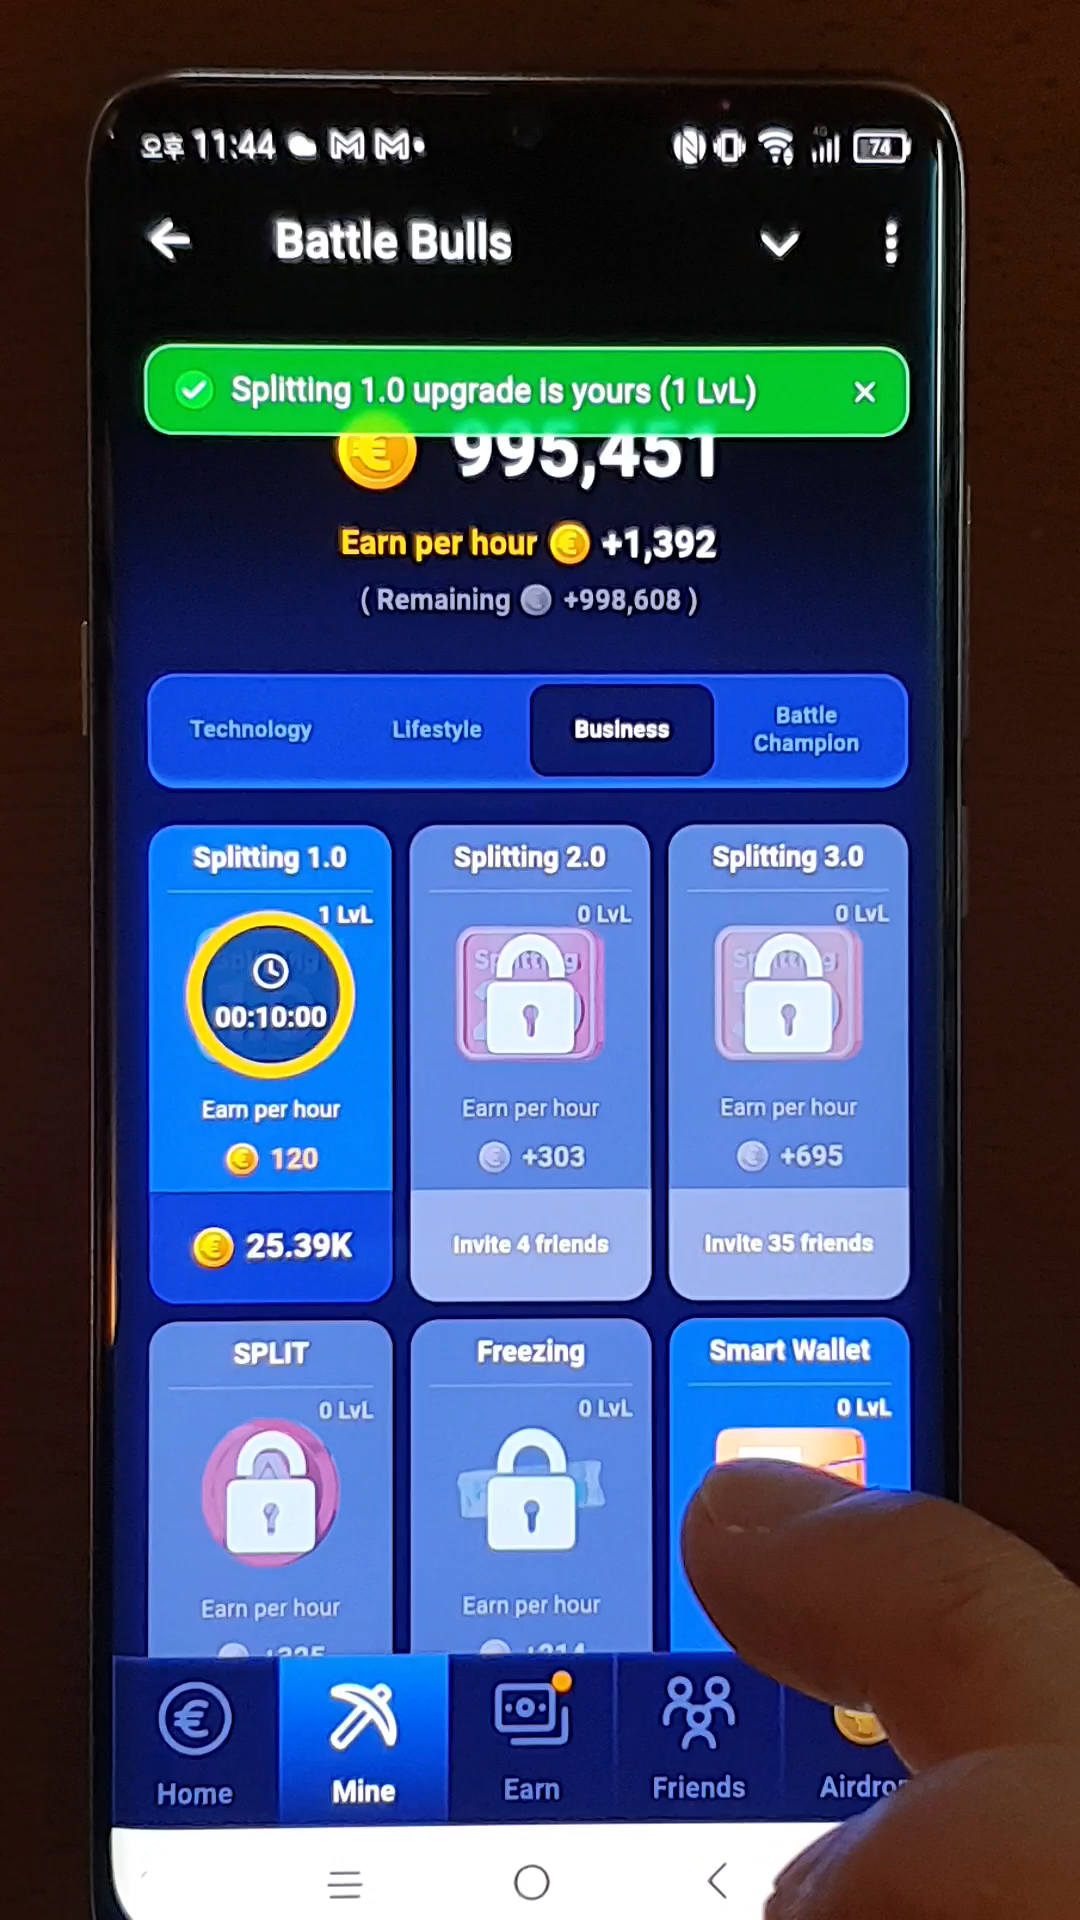 오후 11:44
74
Battle Bulls
Splitting 1.0 upgrade is yours (1 LvL)
995,451
Earn per hour +1,392
( Remaining +998,608 )
Technology
Lifestyle
Business
Battle
Champion
Splitting 1.0
1 LvL
00:10:00
Earn per hour
120
25.39K
Splitting 2.0
0 LvL
Earn per hour
+303
Invite 4 friends
Splitting 3.0
0 LvL
Earn per hour
+695
Invite 35 friends
SPLIT
0 LvL
Earn per hour
Freezing
0 LvL
Earn per hour
Smart Wallet
0 LvL
Home
Mine
Earn
Friends
Airdro